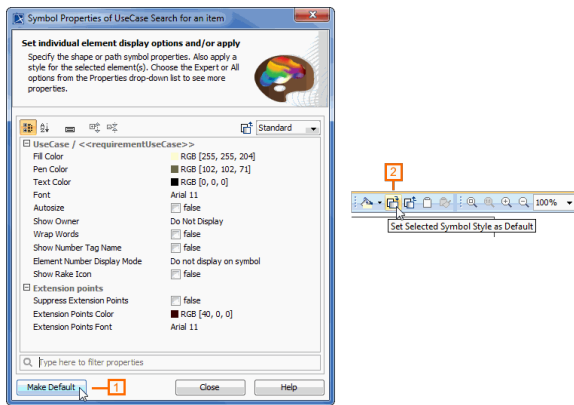 Symbol Properties of UseCase Search for an item
Set individual element display options and/or apply
Specify the shape or path symbol properties. Also apply a
style for the selected element(s). Choose the Expert or All
options from the Properties drop-down list to see more
properties.
Standard
UseCase / <<requirementUseCase>>
Fill Color RGB [255, 255, 204]
Pen Color RGB [102, 102, 71]
Text Color RGB [0, 0, 0]
Font Arial 11
Autosize false
Show Owner Do Not Display
Wrap Words false
Show Number Tag Name false
Element Number Display Mode Do not display on symbol
Show Rake Icon false
Extension points
Suppress Extension Points false
Extension Points Color RGB [40, 0, 0]
Extension Points Font Arial 11
Type here to filter properties
Make Default 1 Close Help
2
100%
Set Selected Symbol Style as Default